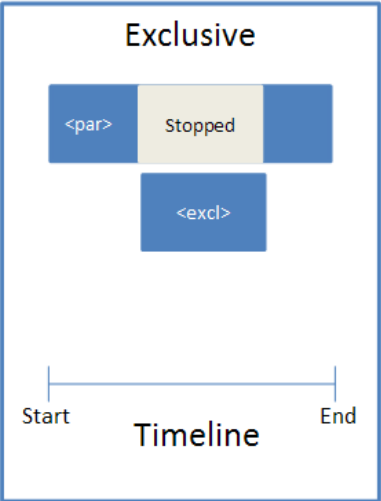 Exclusive
<par> Stopped
<excl>
Start End
Timeline